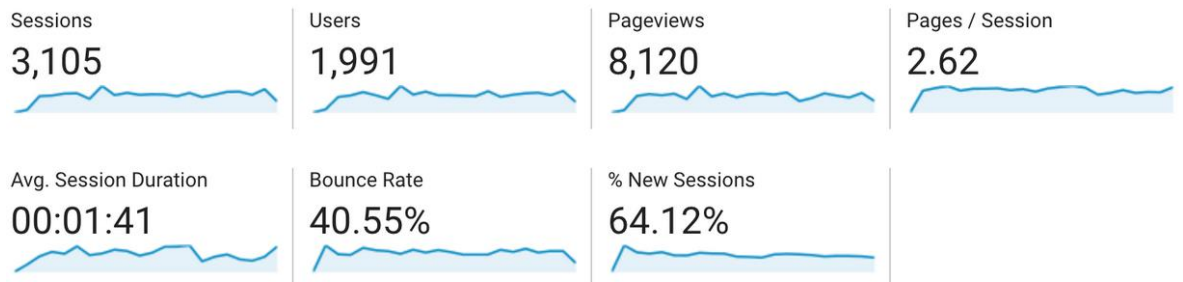 Sessions
3,105
Users
1,991
Pageviews
8,120
Pages / Session
2.62
Avg. Session Duration
00:01:41
Bounce Rate
40.55%
% New Sessions
64.12%